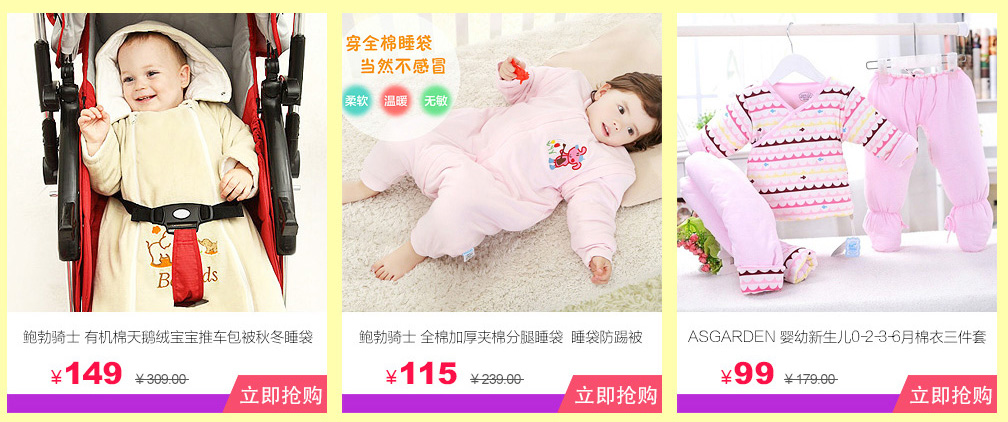 穿全棉睡袋
当然不感冒
柔软 温暖 无敏
鲍勃骑士 有机棉天鹅绒宝宝推车包被秋冬睡袋
¥149 ¥309.00
立即抢购
鲍勃骑士 全棉加厚夹棉分腿睡袋 睡袋防踢被
¥115 ¥239.00
立即抢购
ASGARDEN 婴幼新生儿0-2-3-6月棉衣三件套
¥99 ¥179.00
立即抢购